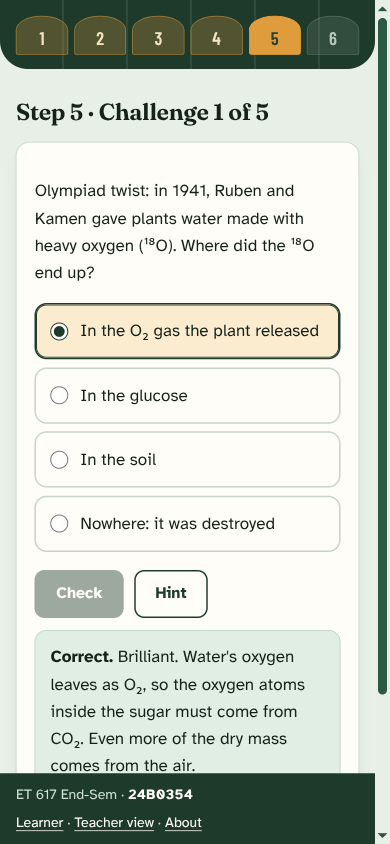 1 2 3 4 5 6
Step 5 · Challenge 1 of 5
Olympiad twist: in 1941, Ruben and
Kamen gave plants water made with
heavy oxygen (¹⁸O). Where did the ¹⁸O
end up?
In the O₂ gas the plant released
In the glucose
In the soil
Nowhere: it was destroyed
Check Hint
Correct. Brilliant. Water's oxygen
leaves as O₂, so the oxygen atoms
inside the sugar must come from
CO₂. Even more of the dry mass
comes from the air.
ET 617 End-Sem · 24B0354
Learner · Teacher view · About